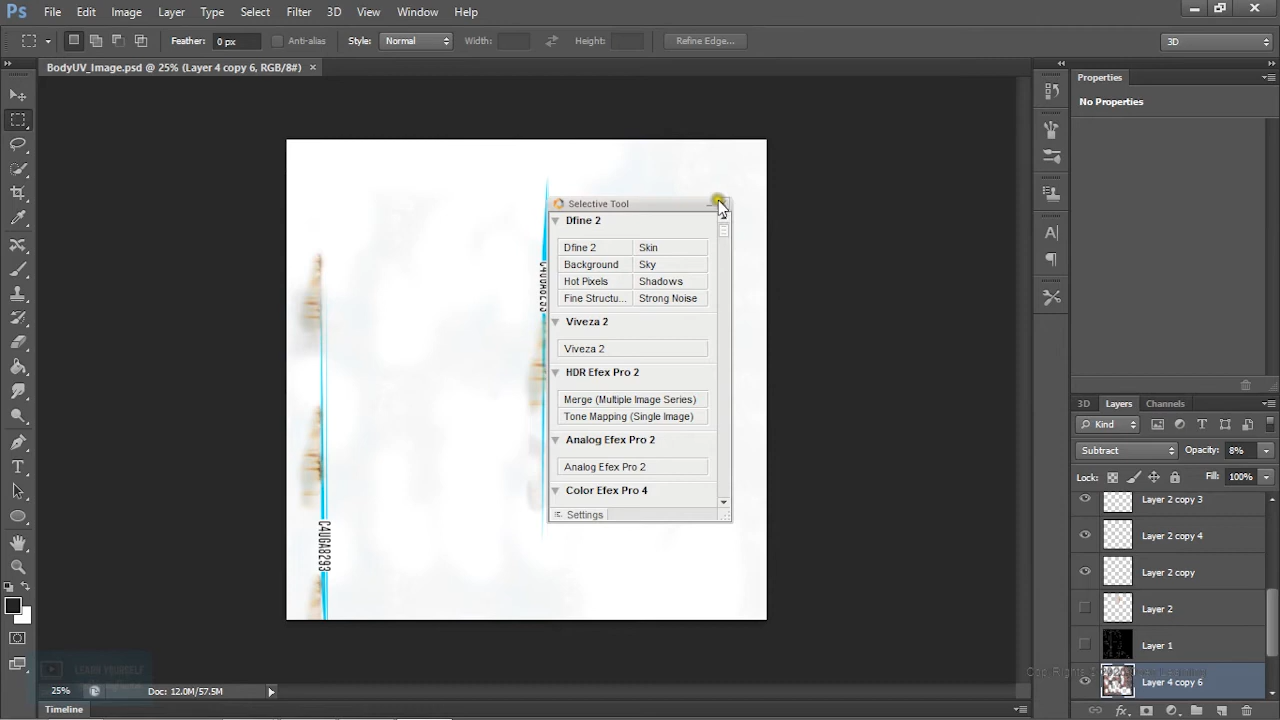 Ps File Edit Image Layer Type Select Filter 3D View Window Help
Feather: 0 px Anti-alias Style: Normal Width: Height: Refine Edge... 3D
BodyUV_Image.psd @ 25% (Layer 4 copy 6, RGB/8#) ×
Properties
No Properties
Selective Tool
Dfine 2
Dfine 2 Skin
Background Sky
Hot Pixels Shadows
Fine Structu... Strong Noise
Viveza 2
Viveza 2
HDR Efex Pro 2
Merge (Multiple Image Series)
Tone Mapping (Single Image)
Analog Efex Pro 2
Analog Efex Pro 2
Color Efex Pro 4
Settings
C4UGA8293
C4UGA8293
3D Layers Channels
Kind
Subtract Opacity: 8%
Lock: Fill: 100%
Layer 2 copy 3
Layer 2 copy 4
Layer 2 copy
Layer 2
Layer 1
Layer 4 copy 6
LEARN YOURSELF
25% Doc: 12.0M/57.5M
Timeline